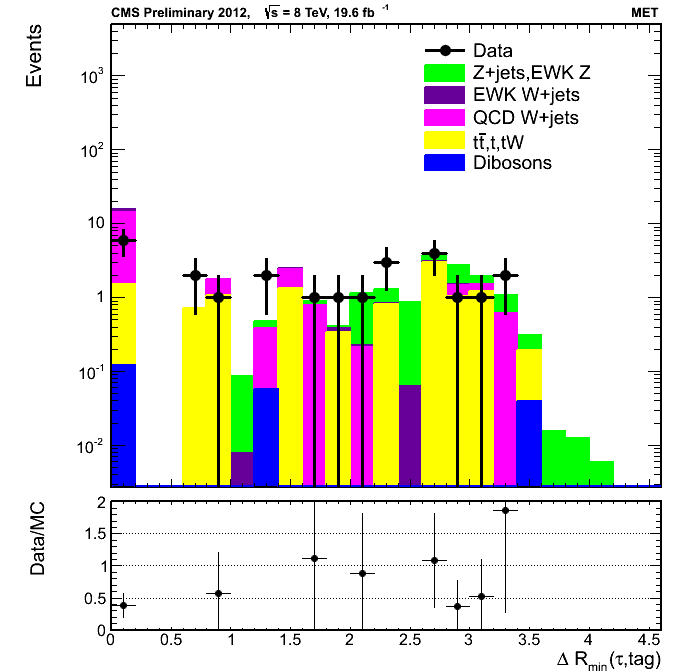 CMS Preliminary 2012, √s = 8 TeV, 19.6 fb⁻¹ MET
Events
Data
Z+jets,EWK Z
EWK W+jets
QCD W+jets
tt̄,t,tW
Dibosons
10³
10²
10
1
10⁻¹
10⁻²
Data/MC
2
1.5
1
0.5
0
0 0.5 1 1.5 2 2.5 3 3.5 4 4.5
Δ R_min(τ,tag)